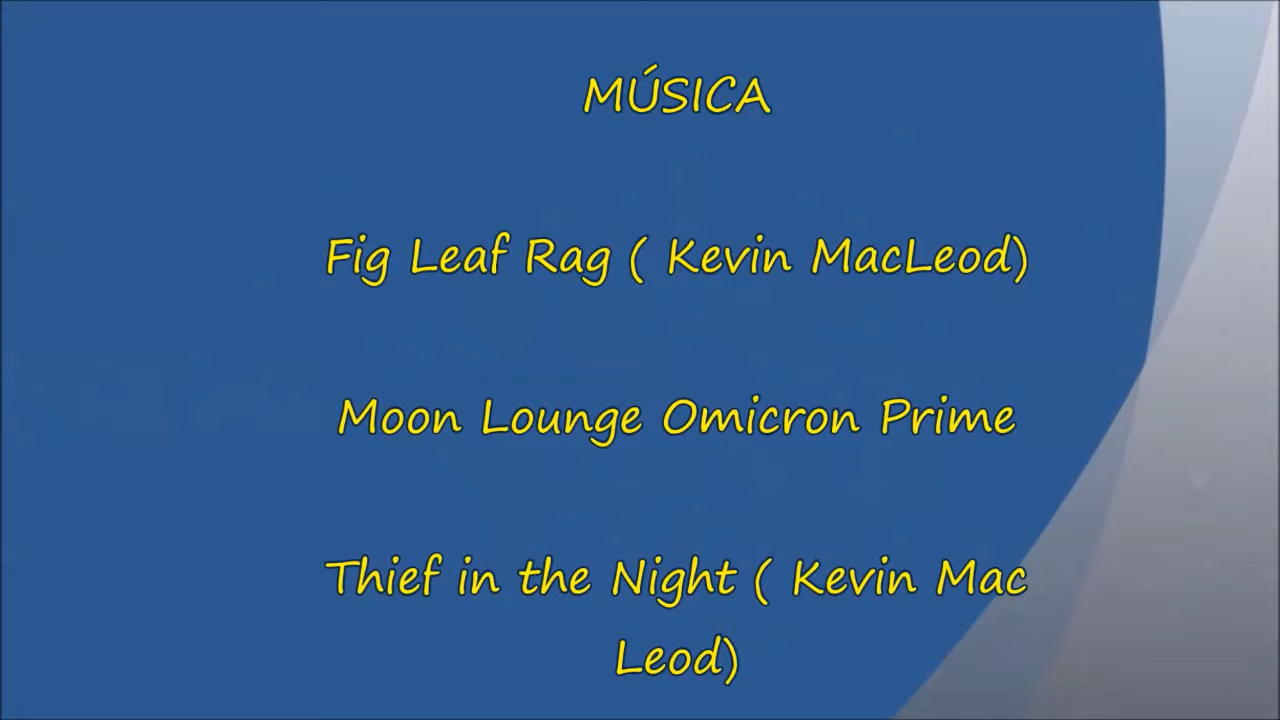 MÚSICA
Fig Leaf Rag ( Kevin MacLeod)
Moon Lounge Omicron Prime
Thief in the Night ( Kevin Mac
Leod)